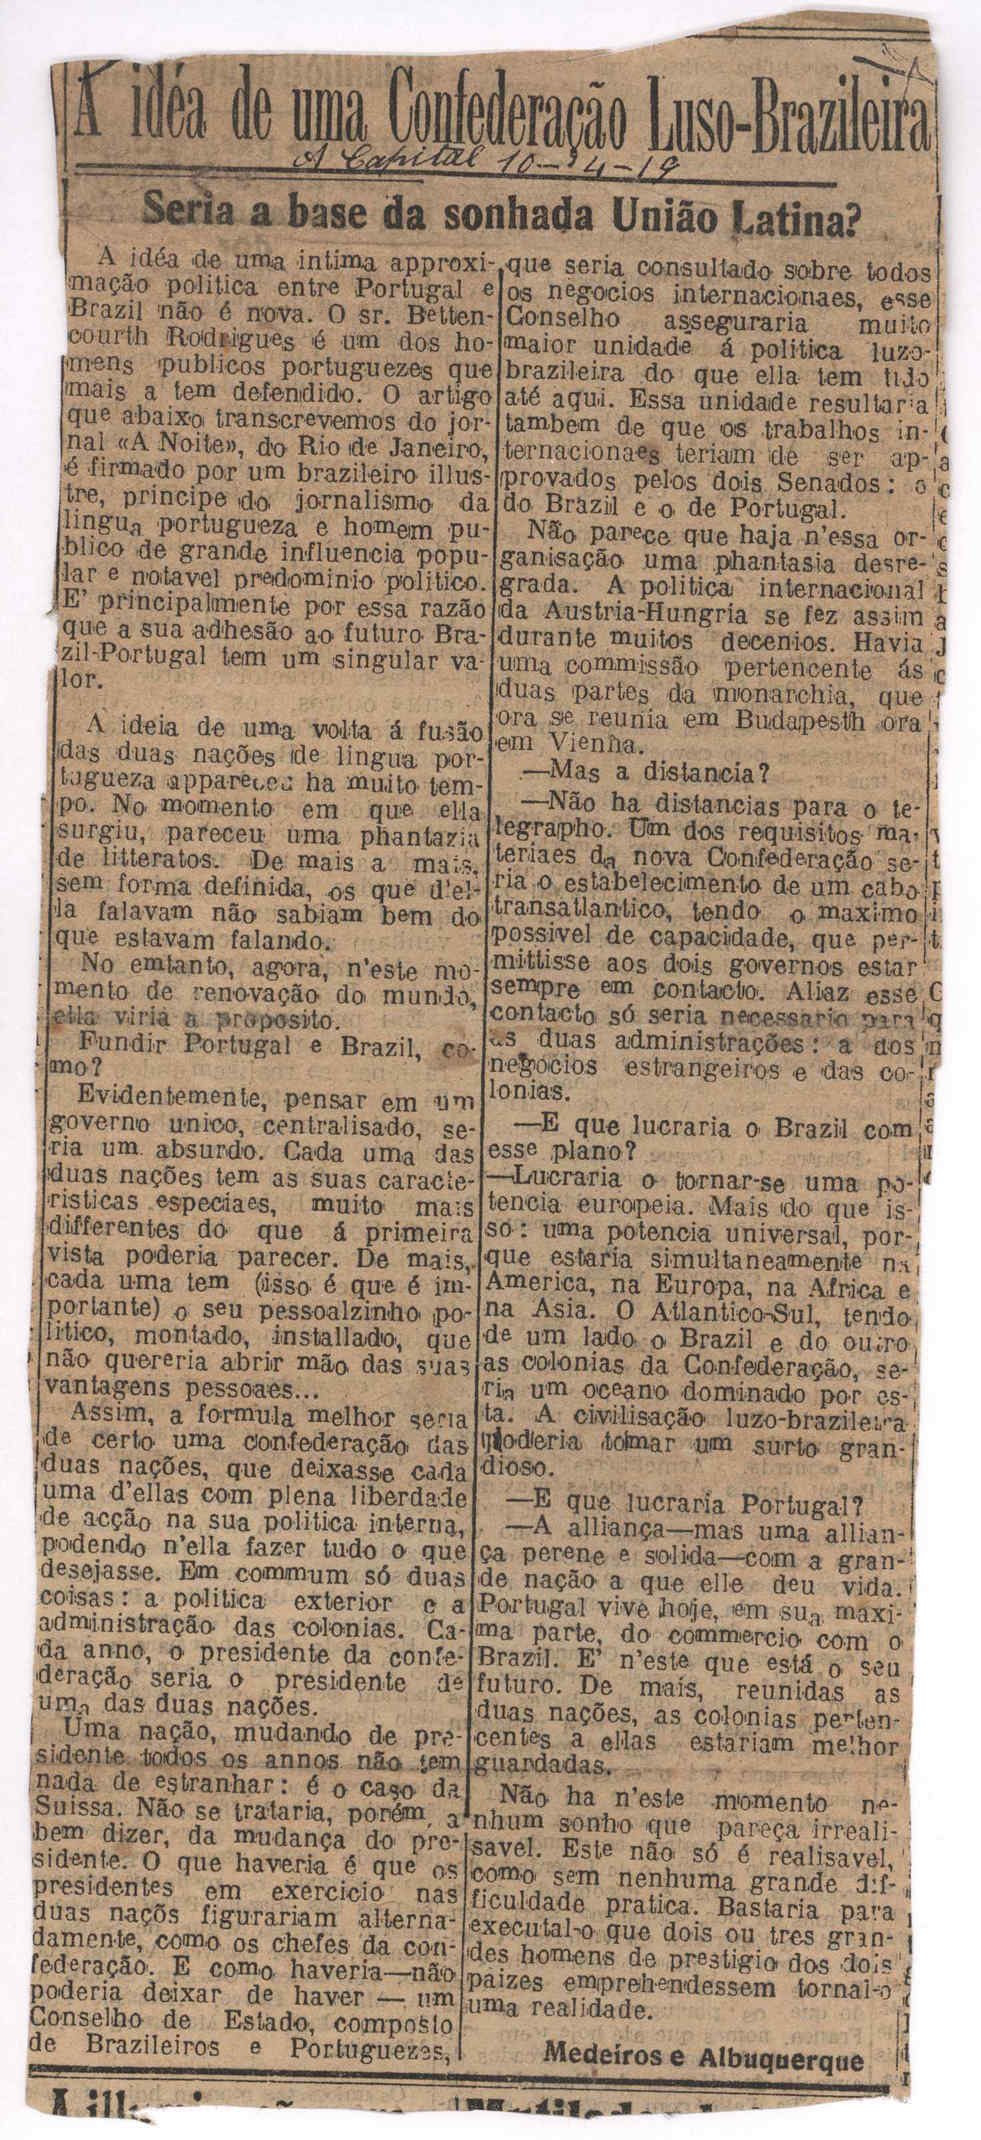 A idéa de uma Confederação Luso-Brazileira
A Capital 10-4-19
Seria a base da sonhada União Latina?
A idéa de uma intima approxi-
mação politica entre Portugal e
Brazil não é nova. O sr. Betten-
courth Rodrigues é um dos ho-
mens publicos portuguezes que
mais a tem defendido. O artigo
que abaixo transcrevemos do jor-
nal «A Noite», do Rio de Janeiro,
é firmado por um brazileiro illus-
tre, principe do jornalismo da
lingua portugueza e homem pu-
blico de grande influencia popu-
lar e notavel predominio politico.
E' principalmente por essa razão
que a sua adhesão ao futuro Bra-
zil-Portugal tem um singular va-
lor.
A ideia de uma volta á fusão
das duas nações de lingua por-
tugueza appareceu ha muito tem-
po. No momento em que ella
surgiu, pareceu uma phantazia
de litteratos. De mais a mais,
sem forma definida, os que d'el-
la falavam não sabiam bem do
que estavam falando.
No emtanto, agora, n'este mo-
mento de renovação do mundo,
ella viria a proposito.
Fundir Portugal e Brazil, co-
mo?
Evidentemente, pensar em um
governo unico, centralisado, se-
ria um absurdo. Cada uma das
duas nações tem as suas caracte-
risticas especiaes, muito mais
differentes do que á primeira
vista poderia parecer. De mais,
cada uma tem (isso é que é im-
portante) o seu pessoalzinho po-
litico, montado, installado, que
não quereria abrir mão das suas
vantagens pessoaes...
Assim, a formula melhor seria
de certo uma confederação das
duas nações, que deixasse cada
uma d'ellas com plena liberdade
de acção na sua politica interna,
podendo n'ella fazer tudo o que
desejasse. Em commum só duas
coisas: a politica exterior e a
administração das colonias. Ca-
da anno, o presidente da confe-
deração seria o presidente de
uma das duas nações.
Uma nação, mudando de pre-
sidente todos os annos não tem
nada de estranhar: é o caso da
Suissa. Não se trataria, porém, a
bem dizer, da mudança do pre-
sidente. O que haveria é que os
presidentes em exercicio nas
duas naçõs figurariam alterna-
damente, como os chefes da con-
federação. E como haveria—não
poderia deixar de haver — um
Conselho de Estado, composto
de Brazileiros e Portuguezes,
que seria consultado sobre todos
os negocios internacionaes, esse
Conselho asseguraria muito
maior unidade á politica luzo-
brazileira do que ella tem tido
até aqui. Essa unidade resultaria
tambem de que os trabalhos in-
ternacionaes teriam de ser ap-
provados pelos dois Senados: o
do Brazil e o de Portugal.
Não parece que haja n'essa or-
ganisação uma phantasia desre-
grada. A politica internacional
da Austria-Hungria se fez assim
durante muitos decenios. Havia
uma commissão pertencente ás
duas partes da monarchia, que
ora se reunia em Budapesth ora
em Vienna.
—Mas a distancia?
—Não ha distancias para o te-
legrapho. Um dos requisitos ma-
teriaes da nova Confederação se-
ria o estabelecimento de um cabo
transatlantico, tendo o maximo
possivel de capacidade, que per-
mittisse aos dois governos estar
sempre em contacto. Aliaz esse
contacto só seria necessario para
as duas administrações: a dos
negocios estrangeiros e das co-
lonias.
—E que lucraria o Brazil com
esse plano?
—Lucraria o tornar-se uma po-
tencia europeia. Mais do que is-
so: uma potencia universal, por-
que estaria simultaneamente na
America, na Europa, na Africa e
na Asia. O Atlantico-Sul, tendo
de um lado o Brazil e do outro
as colonias da Confederação, se-
ria um oceano dominado por es-
ta. A civilisação luzo-brazileira
poderia tomar um surto gran-
dioso.
—E que lucraria Portugal?
—A alliança—mas uma allian-
ça perene e solida—com a gran-
de nação a que elle deu vida.
Portugal vive hoje, em sua maxi-
ma parte, do commercio com o
Brazil. E' n'este que está o seu
futuro. De mais, reunidas as
duas nações, as colonias perten-
centes a ellas estariam melhor
guardadas.
Não ha n'este momento ne-
nhum sonho que pareça irreali-
savel. Este não só é realisavel,
como sem nenhuma grande dif-
ficuldade pratica. Bastaria para
executal-o que dois ou tres gran-
des homens de prestigio dos dois
paizes emprehendessem tornal-o
uma realidade.
Medeiros e Albuquerque